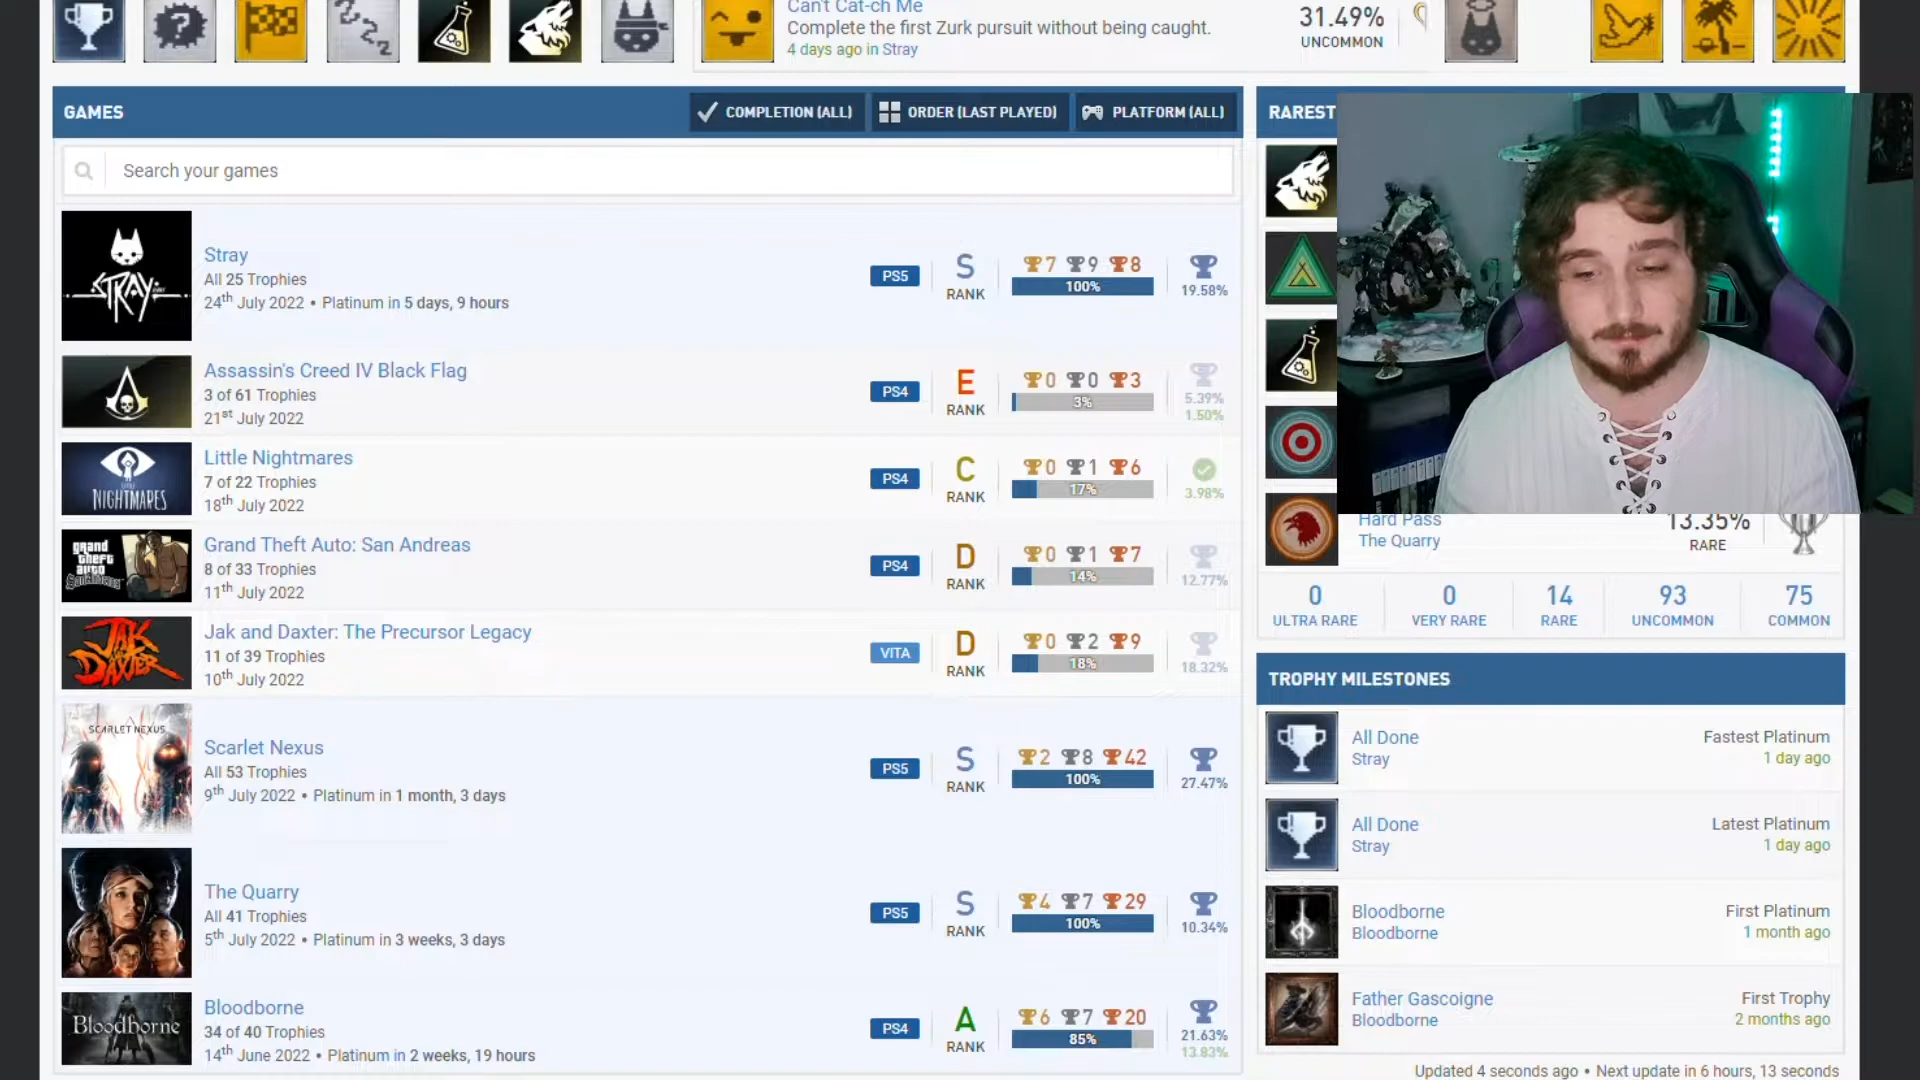 Can't Cat-ch Me
Complete the first Zurk pursuit without being caught.
4 days ago in Stray
31.49%
UNCOMMON
GAMES
COMPLETION (ALL)
ORDER (LAST PLAYED)
PLATFORM (ALL)
Search your games
STRAY
Stray
All 25 Trophies
24th July 2022 • Platinum in 5 days, 9 hours
PS5
S
RANK
7 9 8
100%
19.58%
Assassin's Creed IV Black Flag
3 of 61 Trophies
21st July 2022
PS4
E
RANK
0 0 3
3%
5.39%
1.50%
NIGHTMARES
Little Nightmares
7 of 22 Trophies
18th July 2022
PS4
C
RANK
0 1 6
17%
3.98%
grand
theft
auto
SanAndreas
Grand Theft Auto: San Andreas
8 of 33 Trophies
11th July 2022
PS4
D
RANK
0 1 7
14%
12.77%
JAK
DAXTER
Jak and Daxter: The Precursor Legacy
11 of 39 Trophies
10th July 2022
VITA
D
RANK
0 2 9
18%
18.32%
SCARLET NEXUS
Scarlet Nexus
All 53 Trophies
9th July 2022 • Platinum in 1 month, 3 days
PS5
S
RANK
2 8 42
100%
27.47%
The Quarry
All 41 Trophies
5th July 2022 • Platinum in 3 weeks, 3 days
PS5
S
RANK
4 7 29
100%
10.34%
Bloodborne
Bloodborne
34 of 40 Trophies
14th June 2022 • Platinum in 2 weeks, 19 hours
PS4
A
RANK
6 7 20
85%
21.63%
13.83%
RAREST
Hard Pass
The Quarry
13.35%
RARE
0
ULTRA RARE
0
VERY RARE
14
RARE
93
UNCOMMON
75
COMMON
TROPHY MILESTONES
All Done
Stray
Fastest Platinum
1 day ago
All Done
Stray
Latest Platinum
1 day ago
Bloodborne
Bloodborne
First Platinum
1 month ago
Father Gascoigne
Bloodborne
First Trophy
2 months ago
Updated 4 seconds ago • Next update in 6 hours, 13 seconds